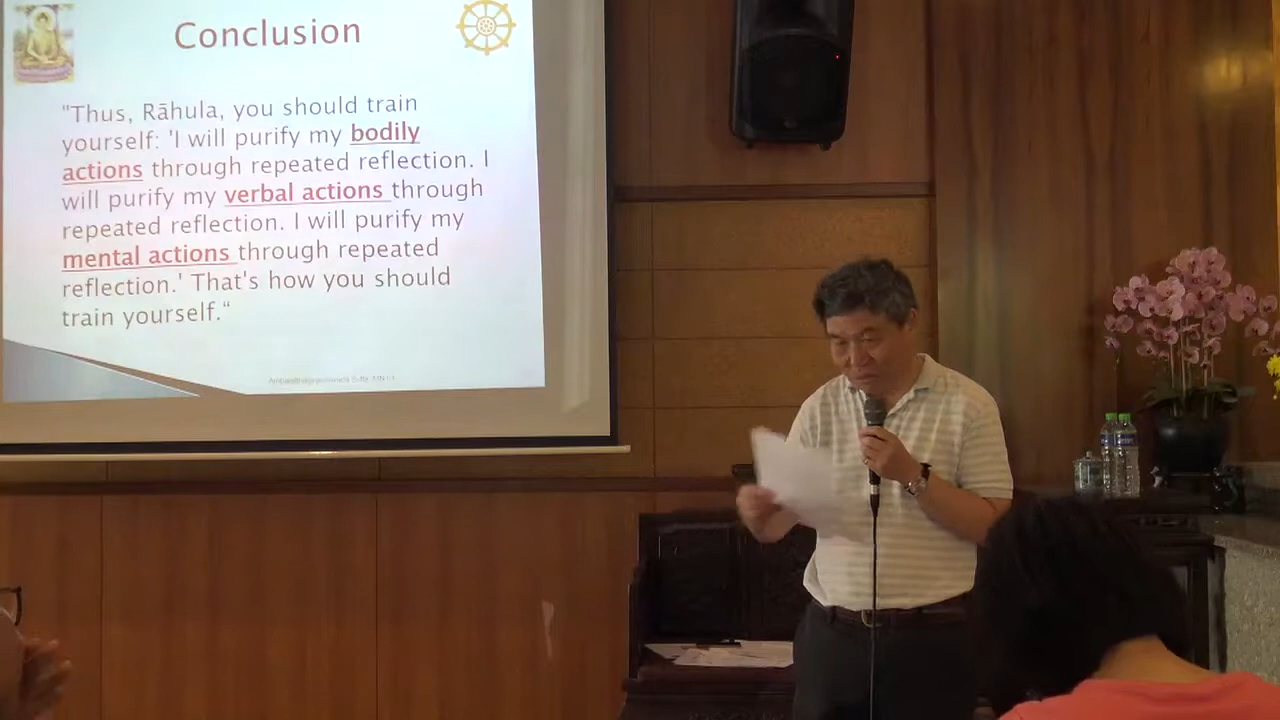 Conclusion
"Thus, Rāhula, you should train
yourself: 'I will purify my bodily
actions through repeated reflection. I
will purify my verbal actions through
repeated reflection. I will purify my
mental actions through repeated
reflection.' That's how you should
train yourself.“